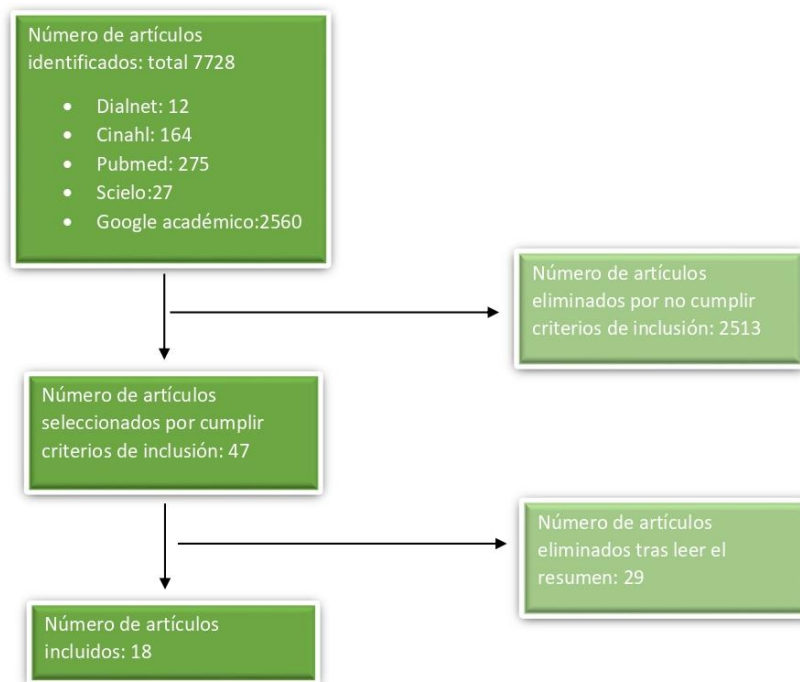 Número de artículos
identificados: total 7728
• Dialnet: 12
• Cinahl: 164
• Pubmed: 275
• Scielo:27
• Google académico:2560
Número de artículos
eliminados por no cumplir
criterios de inclusión: 2513
Número de artículos
seleccionados por cumplir
criterios de inclusión: 47
Número de artículos
eliminados tras leer el
resumen: 29
Número de artículos
incluidos: 18